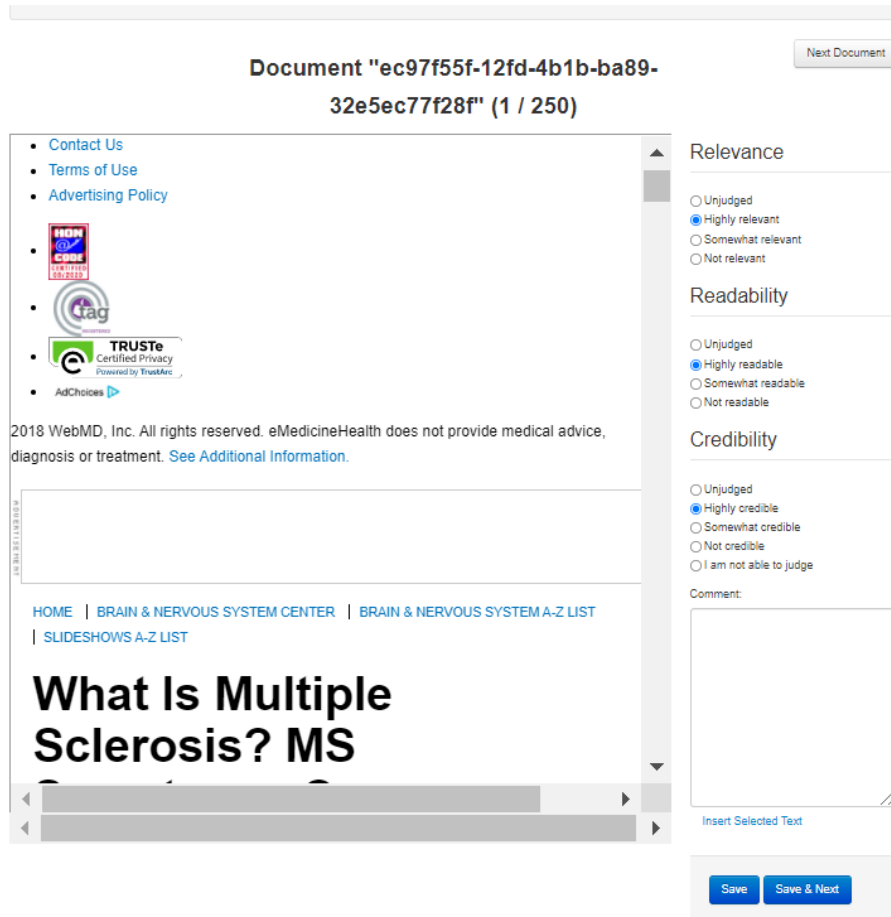 Next Document
Document "ec97f55f-12fd-4b1b-ba89-
32e5ec77f28f" (1 / 250)
Contact Us
Terms of Use
Advertising Policy
HON
@
CODE
CERTIFIED
08/2020
tag
REGISTERED
TRUSTe
Certified Privacy
Powered by TrustArc
AdChoices
2018 WebMD, Inc. All rights reserved. eMedicineHealth does not provide medical advice,
diagnosis or treatment. See Additional Information.
ADVERTISEMENT
HOME | BRAIN & NERVOUS SYSTEM CENTER | BRAIN & NERVOUS SYSTEM A-Z LIST
| SLIDESHOWS A-Z LIST
What Is Multiple
Sclerosis? MS
Relevance
Unjudged
Highly relevant
Somewhat relevant
Not relevant
Readability
Unjudged
Highly readable
Somewhat readable
Not readable
Credibility
Unjudged
Highly credible
Somewhat credible
Not credible
I am not able to judge
Comment:
Insert Selected Text
Save
Save & Next